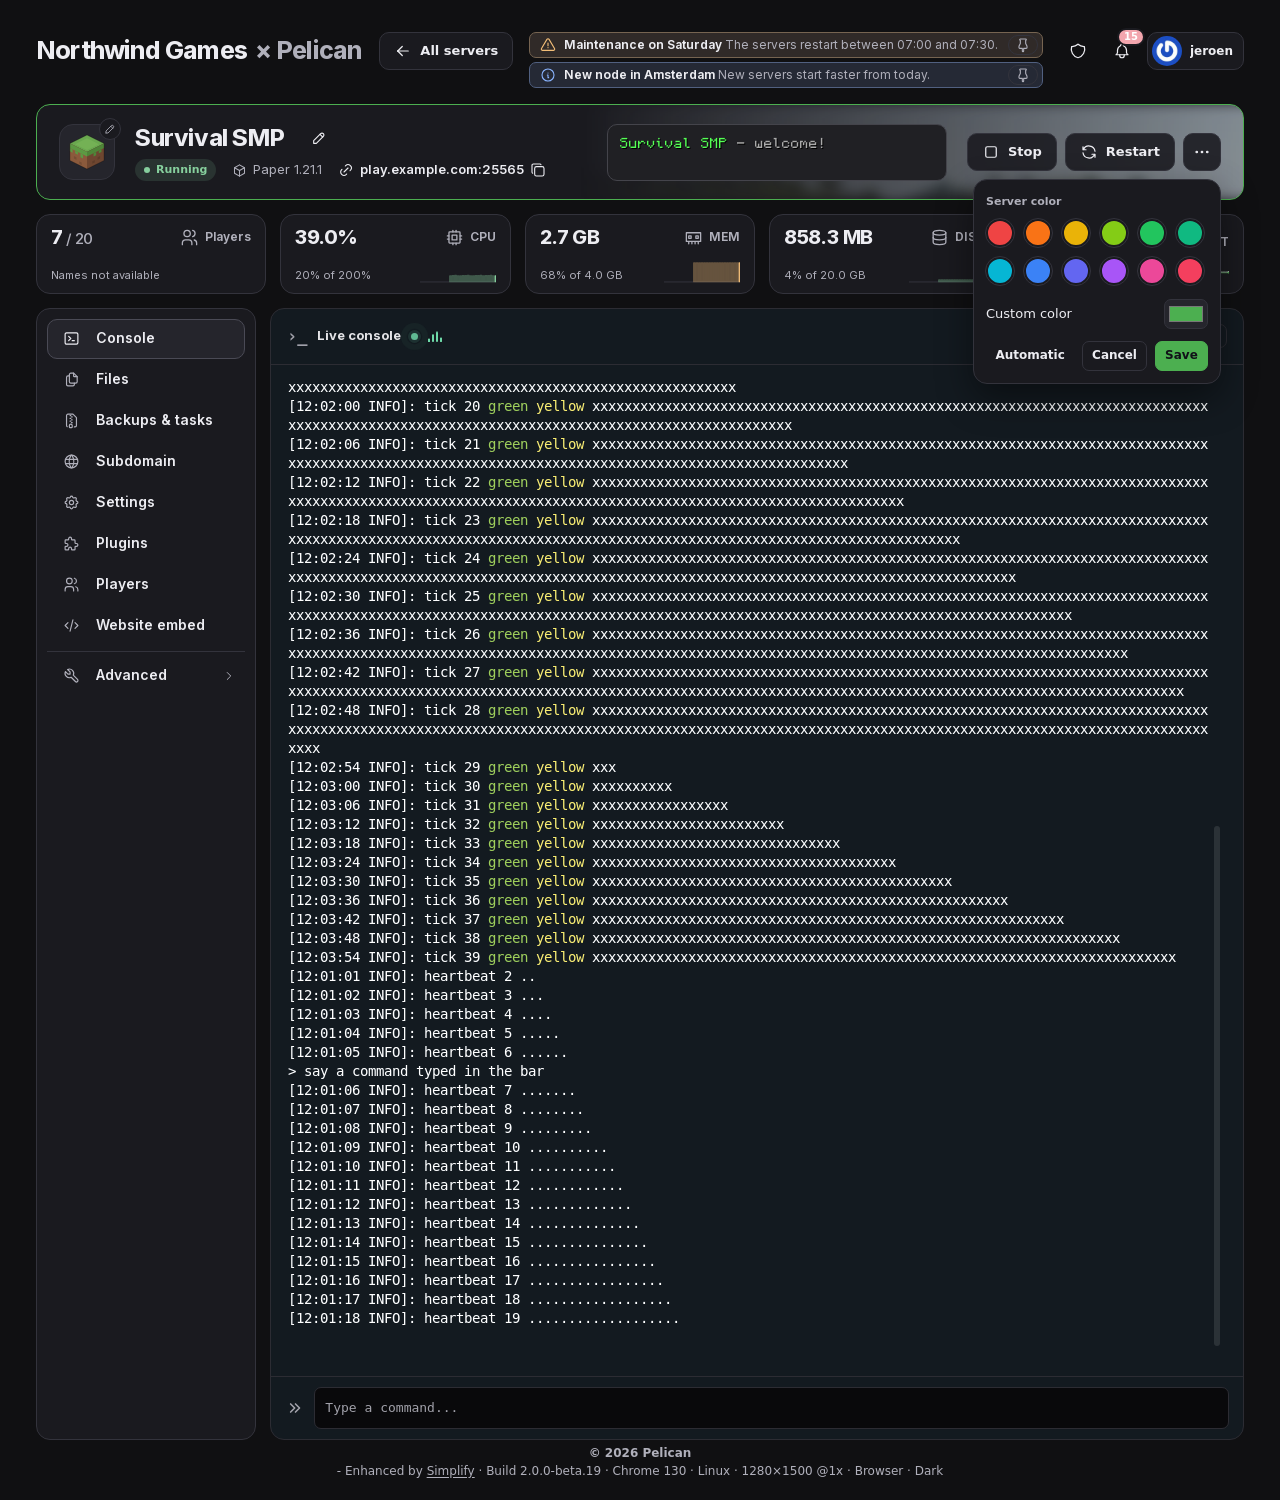 Northwind Games × Pelican
All servers
Maintenance on Saturday The servers restart between 07:00 and 07:30.
New node in Amsterdam New servers start faster from today.
15
jeroen
Survival SMP
Running
Paper 1.21.1
play.example.com:25565
Survival SMP - welcome!
Stop
Restart
Server color
Custom color
Automatic
Cancel
Save
7 / 20
Players
Names not available
39.0%
CPU
20% of 200%
2.7 GB
MEM
68% of 4.0 GB
858.3 MB
4% of 20.0 GB
Console
Files
Backups & tasks
Subdomain
Settings
Plugins
Players
Website embed
Advanced
Live console
[12:02:00 INFO]: tick 20 green yellow
[12:02:06 INFO]: tick 21 green yellow
[12:02:12 INFO]: tick 22 green yellow
[12:02:18 INFO]: tick 23 green yellow
[12:02:24 INFO]: tick 24 green yellow
[12:02:30 INFO]: tick 25 green yellow
[12:02:36 INFO]: tick 26 green yellow
[12:02:42 INFO]: tick 27 green yellow
[12:02:48 INFO]: tick 28 green yellow
xxxx
[12:02:54 INFO]: tick 29 green yellow xxx
[12:03:00 INFO]: tick 30 green yellow xxxxxxxxxx
[12:03:06 INFO]: tick 31 green yellow xxxxxxxxxxxxxxxxx
[12:03:12 INFO]: tick 32 green yellow xxxxxxxxxxxxxxxxxxxxxxxx
[12:03:18 INFO]: tick 33 green yellow xxxxxxxxxxxxxxxxxxxxxxxxxxxxxxx
[12:03:24 INFO]: tick 34 green yellow xxxxxxxxxxxxxxxxxxxxxxxxxxxxxxxxxxxxxx
[12:03:30 INFO]: tick 35 green yellow xxxxxxxxxxxxxxxxxxxxxxxxxxxxxxxxxxxxxxxxxxxxx
[12:03:36 INFO]: tick 36 green yellow xxxxxxxxxxxxxxxxxxxxxxxxxxxxxxxxxxxxxxxxxxxxxxxxxxxx
[12:03:42 INFO]: tick 37 green yellow xxxxxxxxxxxxxxxxxxxxxxxxxxxxxxxxxxxxxxxxxxxxxxxxxxxxxxxxxxx
[12:03:48 INFO]: tick 38 green yellow xxxxxxxxxxxxxxxxxxxxxxxxxxxxxxxxxxxxxxxxxxxxxxxxxxxxxxxxxxxxxxxxxx
[12:03:54 INFO]: tick 39 green yellow xxxxxxxxxxxxxxxxxxxxxxxxxxxxxxxxxxxxxxxxxxxxxxxxxxxxxxxxxxxxxxxxxxxxxxxxx
[12:01:01 INFO]: heartbeat 2 ..
[12:01:02 INFO]: heartbeat 3 ...
[12:01:03 INFO]: heartbeat 4 ....
[12:01:04 INFO]: heartbeat 5 .....
[12:01:05 INFO]: heartbeat 6 ......
> say a command typed in the bar
[12:01:06 INFO]: heartbeat 7 .......
[12:01:07 INFO]: heartbeat 8 ........
[12:01:08 INFO]: heartbeat 9 .........
[12:01:09 INFO]: heartbeat 10 ..........
[12:01:10 INFO]: heartbeat 11 ...........
[12:01:11 INFO]: heartbeat 12 ............
[12:01:12 INFO]: heartbeat 13 .............
[12:01:13 INFO]: heartbeat 14 ..............
[12:01:14 INFO]: heartbeat 15 ...............
[12:01:15 INFO]: heartbeat 16 ................
[12:01:16 INFO]: heartbeat 17 .................
[12:01:17 INFO]: heartbeat 18 ..................
[12:01:18 INFO]: heartbeat 19 ...................
Type a command...
© 2026 Pelican
- Enhanced by Simplify · Build 2.0.0-beta.19 · Chrome 130 · Linux · 1280×1500 @1x · Browser · Dark